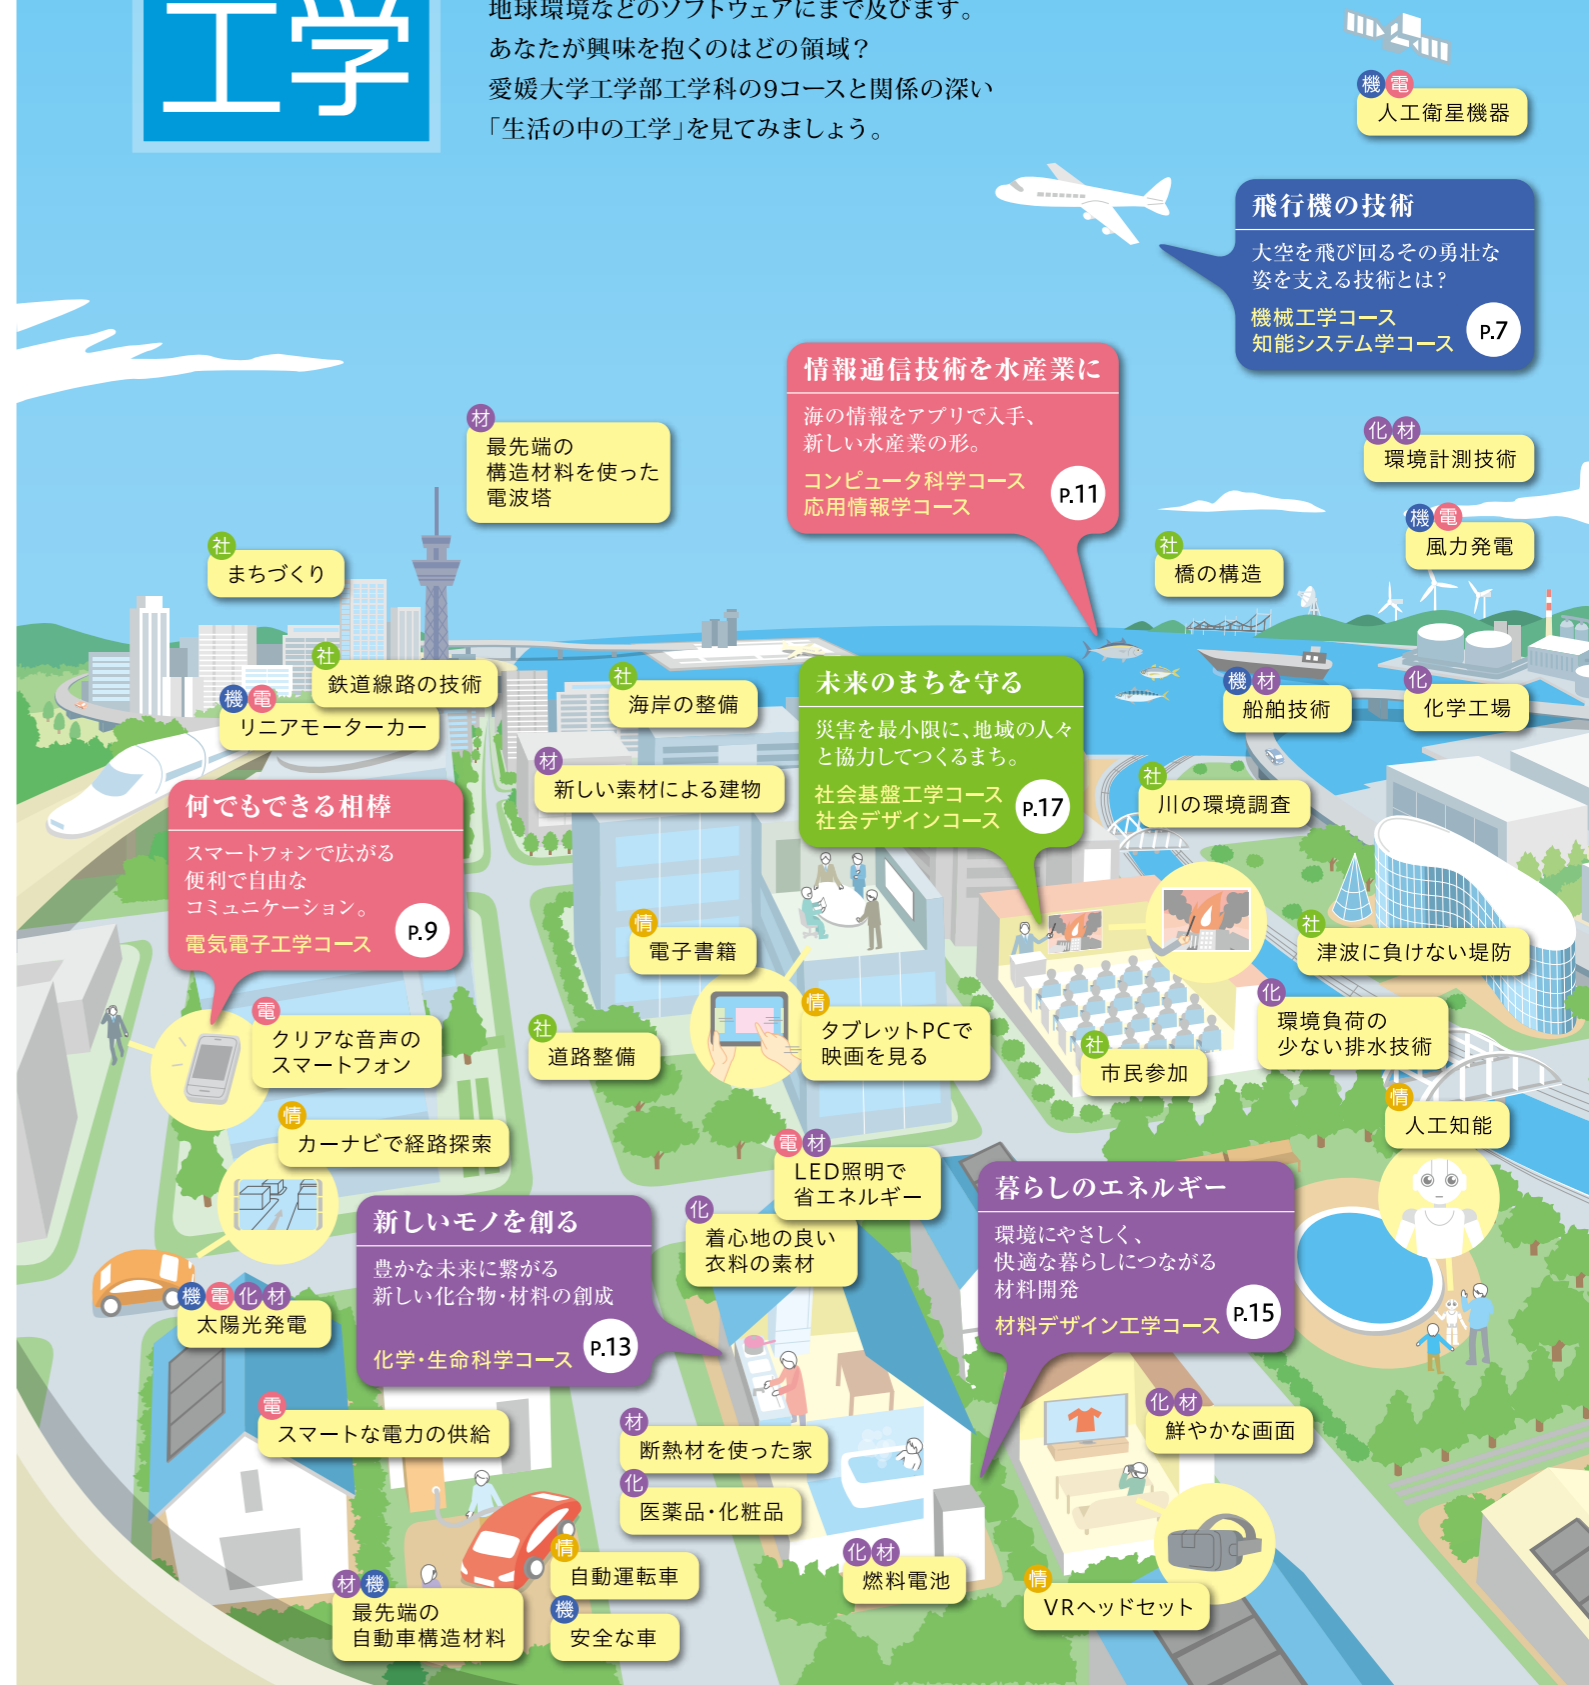 工学
地球環境などのソフトウェアにまで及びます。
あなたが興味を抱くのはどの領域？
愛媛大学工学部工学科の9コースと関係の深い
「生活の中の工学」を見てみましょう。
機電
人工衛星機器
飛行機の技術
大空を飛び回るその勇壮な
姿を支える技術とは？
機械工学コース
知能システム学コース
P.7
情報通信技術を水産業に
海の情報をアプリで入手、
新しい水産業の形。
コンピュータ科学コース
応用情報学コース
P.11
材
最先端の
構造材料を使った
電波塔
化材
環境計測技術
機電
風力発電
社
まちづくり
社
橋の構造
社
鉄道線路の技術
機電
リニアモーターカー
社
海岸の整備
未来のまちを守る
災害を最小限に、地域の人々
と協力してつくるまち。
社会基盤工学コース
社会デザインコース
P.17
機材
船舶技術
化
化学工場
材
新しい素材による建物
社
川の環境調査
何でもできる相棒
スマートフォンで広がる
便利で自由な
コミュニケーション。
電気電子工学コース
P.9
情
電子書籍
社
津波に負けない堤防
電
クリアな音声の
スマートフォン
社
道路整備
情
タブレットPCで
映画を見る
化
環境負荷の
少ない排水技術
社
市民参加
情
カーナビで経路探索
情
人工知能
電材
LED照明で
省エネルギー
化
着心地の良い
衣料の素材
新しいモノを創る
豊かな未来に繋がる
新しい化合物・材料の創成
化学・生命科学コース
P.13
暮らしのエネルギー
環境にやさしく、
快適な暮らしにつながる
材料開発
材料デザイン工学コース
P.15
機電化材
太陽光発電
電
スマートな電力の供給
材
断熱材を使った家
化材
鮮やかな画面
化
医薬品・化粧品
情
自動運転車
化材
燃料電池
情
VRヘッドセット
材機
最先端の
自動車構造材料
機
安全な車